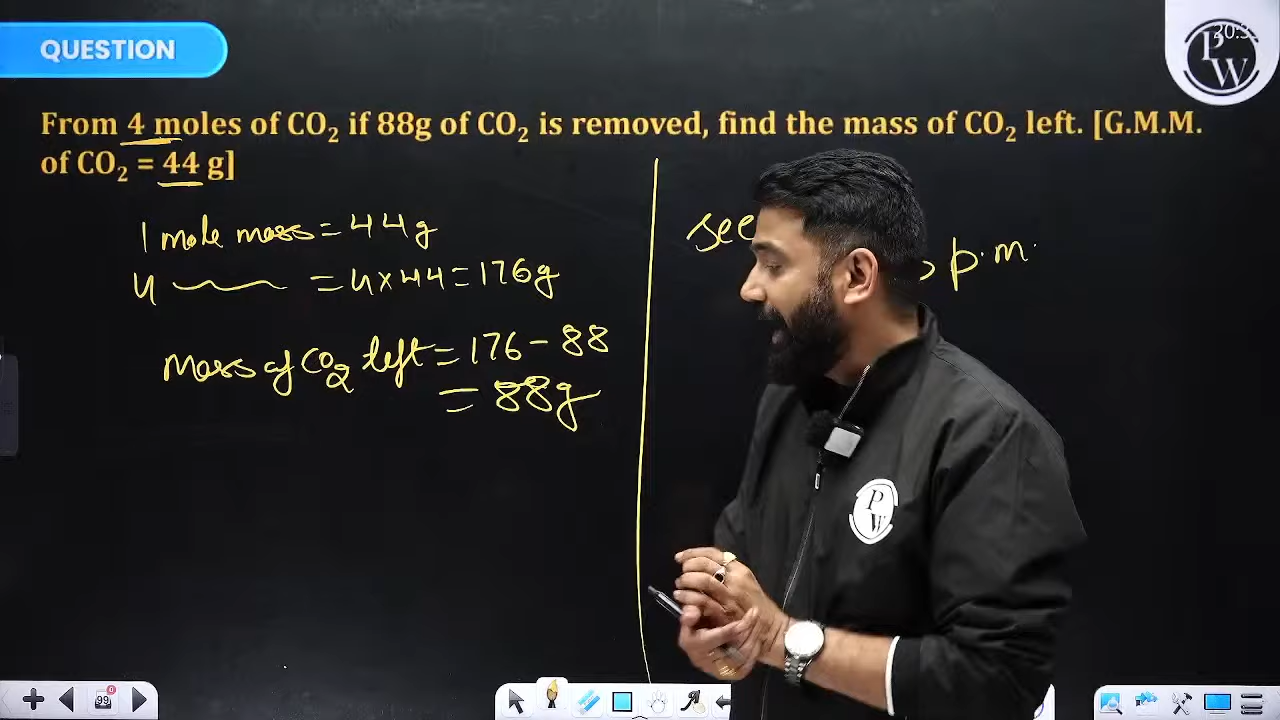 QUESTION
From 4 moles of CO₂ if 88g of CO₂ is removed, find the mass of CO₂ left. [G.M.M.
of CO₂ = 44 g]
1 mole mass = 44g
4 = 4×44 = 176g
Mass of CO₂ left = 176 - 88
= 88g
see
, p.m.
PW
PW
99